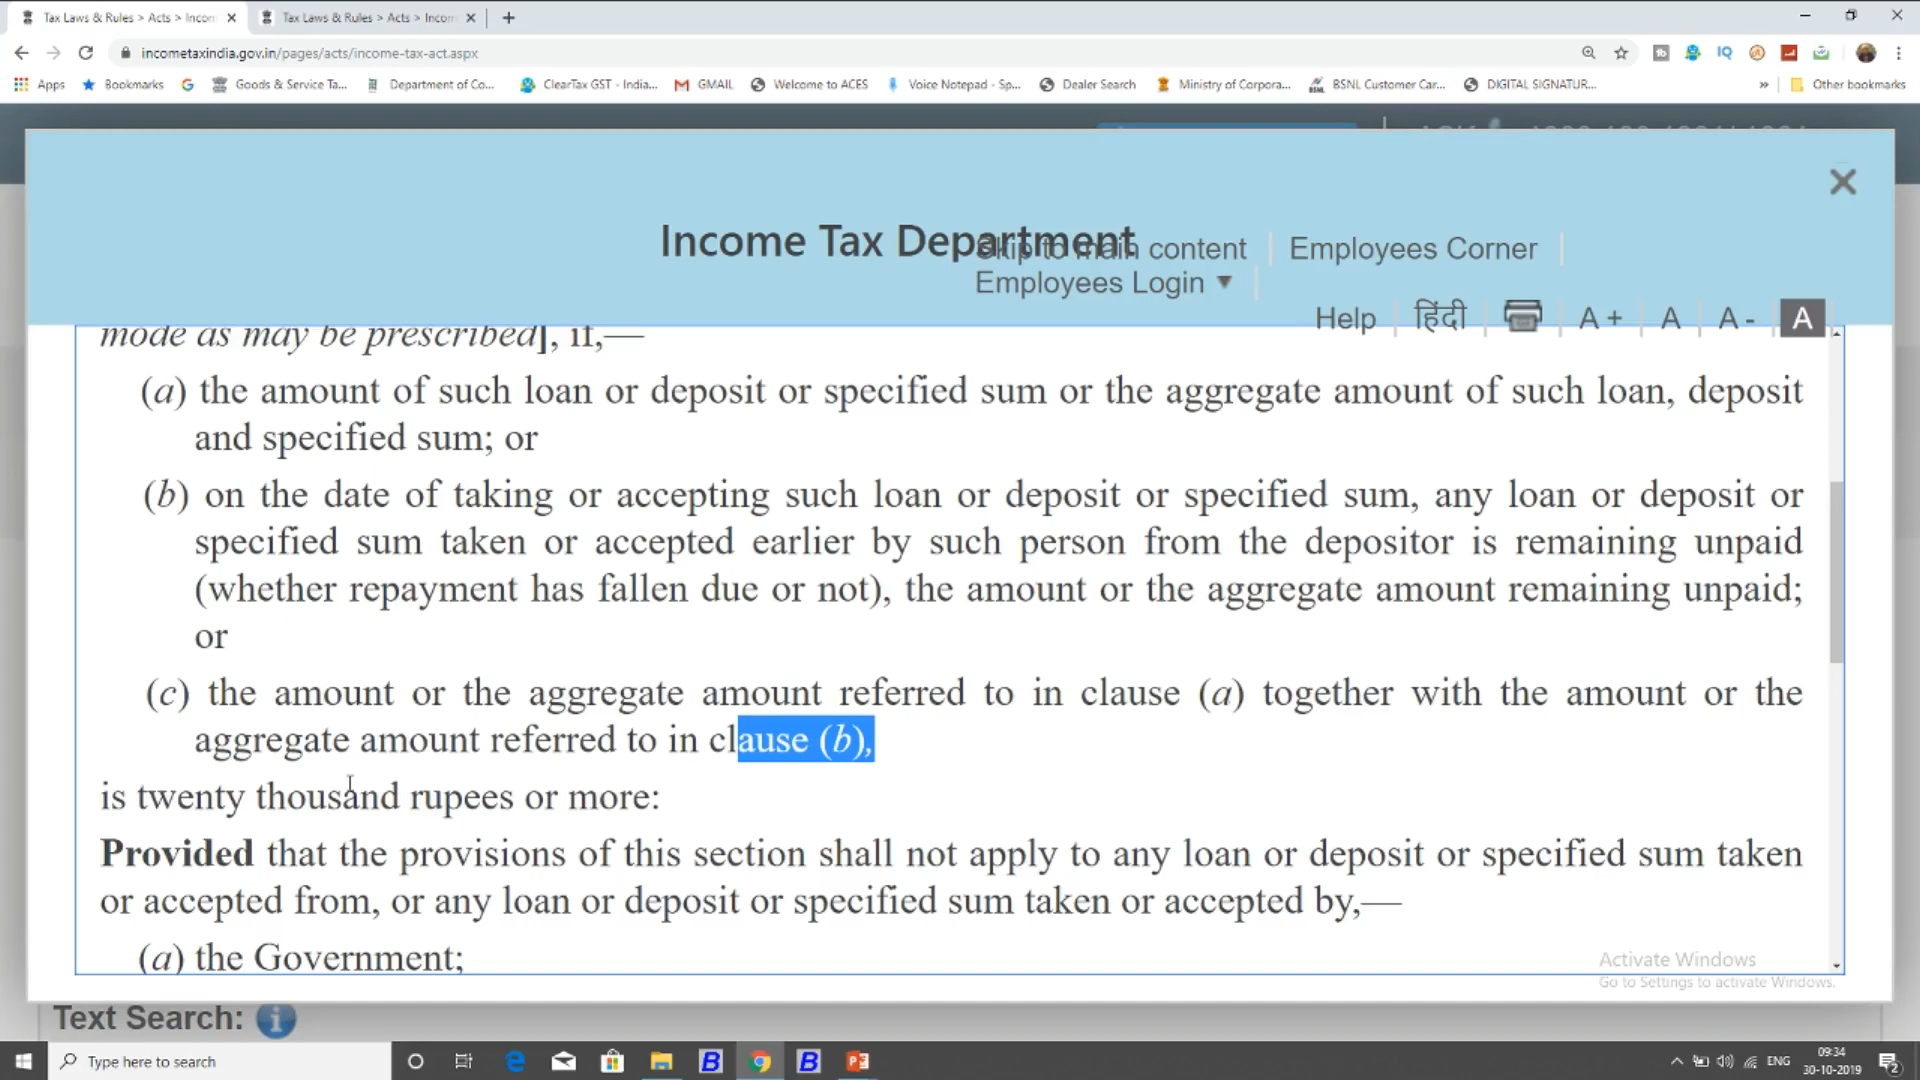 Tax Laws & Rules > Acts > Incom
Tax Laws & Rules > Acts > Incom
incometaxindia.gov.in/pages/acts/income-tax-act.aspx
Apps
Bookmarks
Goods & Service Ta...
Department of Co...
ClearTax GST - India...
GMAIL
Welcome to ACES
Voice Notepad - Sp...
Dealer Search
Ministry of Corpora...
BSNL Customer Car...
DIGITAL SIGNATUR...
»
Other bookmarks
Income Tax Department
Skip to main content
Employees Corner
Employees Login ▼
Help
हिंदी
A +
A
A -
A
mode as may be prescribed], if,—
(a) the amount of such loan or deposit or specified sum or the aggregate amount of such loan, deposit
and specified sum; or
(b) on the date of taking or accepting such loan or deposit or specified sum, any loan or deposit or
specified sum taken or accepted earlier by such person from the depositor is remaining unpaid
(whether repayment has fallen due or not), the amount or the aggregate amount remaining unpaid;
or
(c) the amount or the aggregate amount referred to in clause (a) together with the amount or the
aggregate amount referred to in clause (b),
is twenty thousand rupees or more:
Provided that the provisions of this section shall not apply to any loan or deposit or specified sum taken
or accepted from, or any loan or deposit or specified sum taken or accepted by,—
(a) the Government;
Activate Windows
Go to Settings to activate Windows.
Text Search:
Type here to search
ENG
09:34
30-10-2019